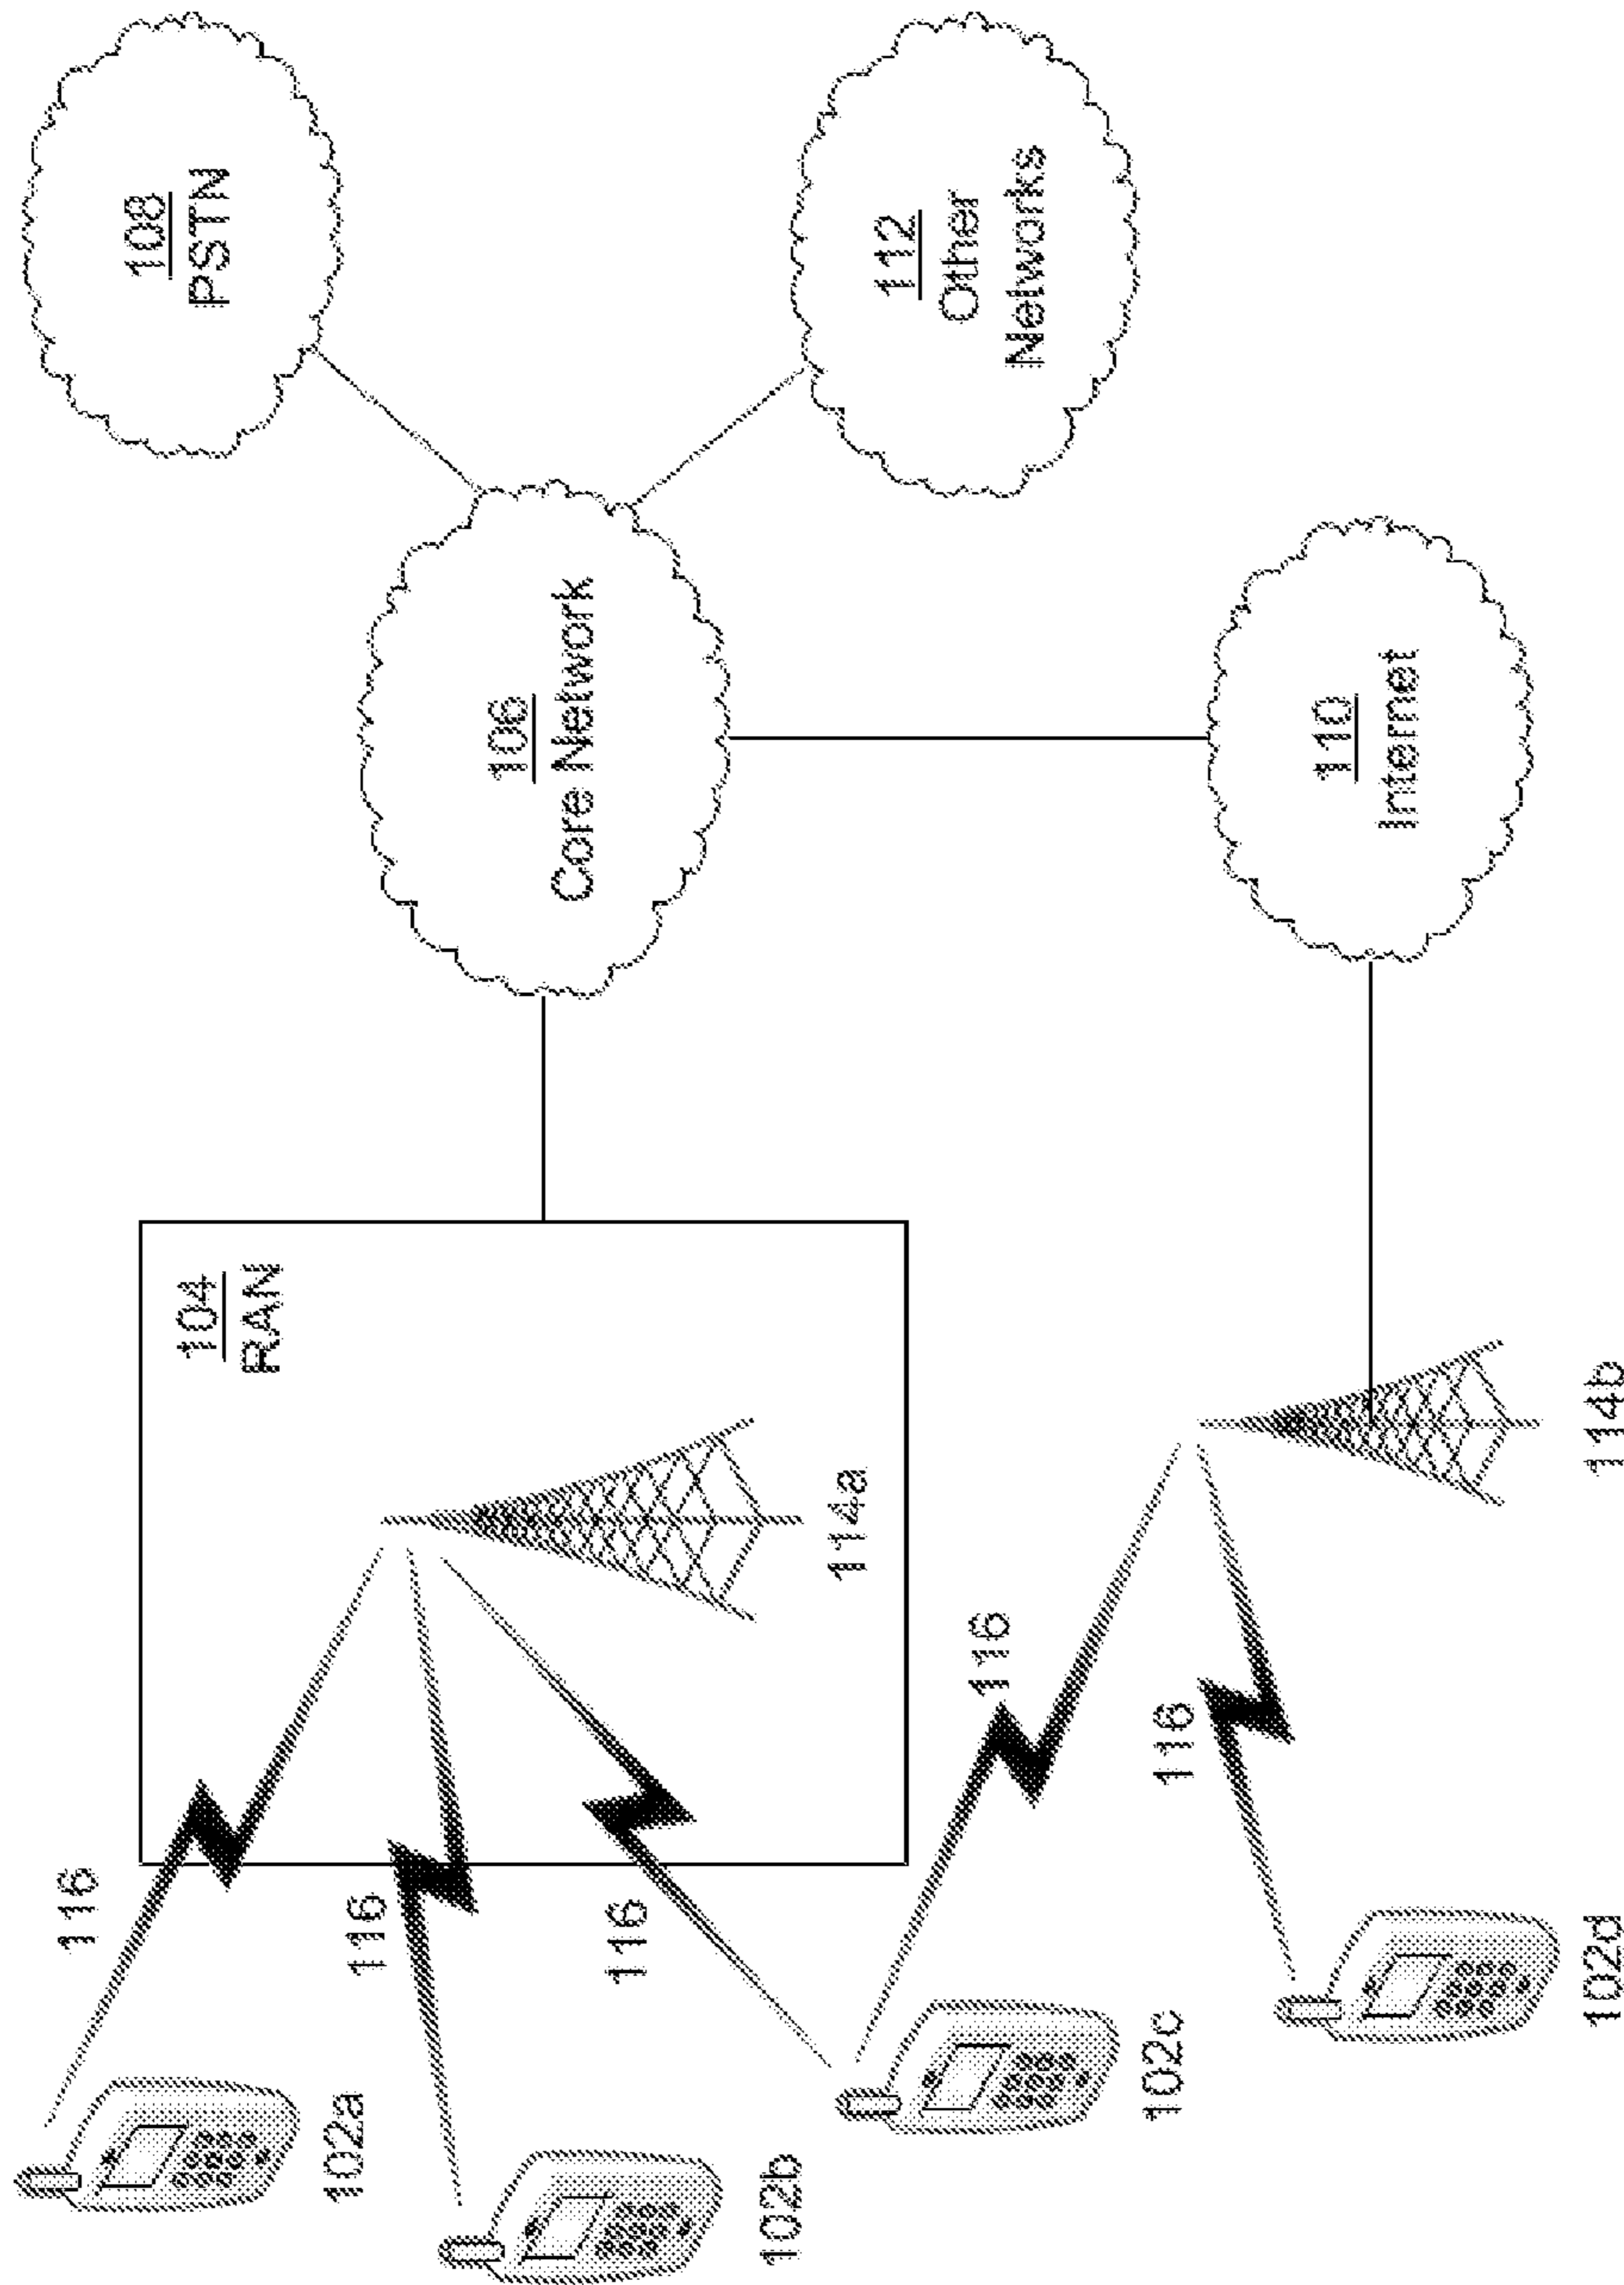 108
PSTN
106
Core Network
112
Other
Networks
104
RAN
110
Internet
114a
114b
116
116
116
116
116
102a
102b
102c
102d